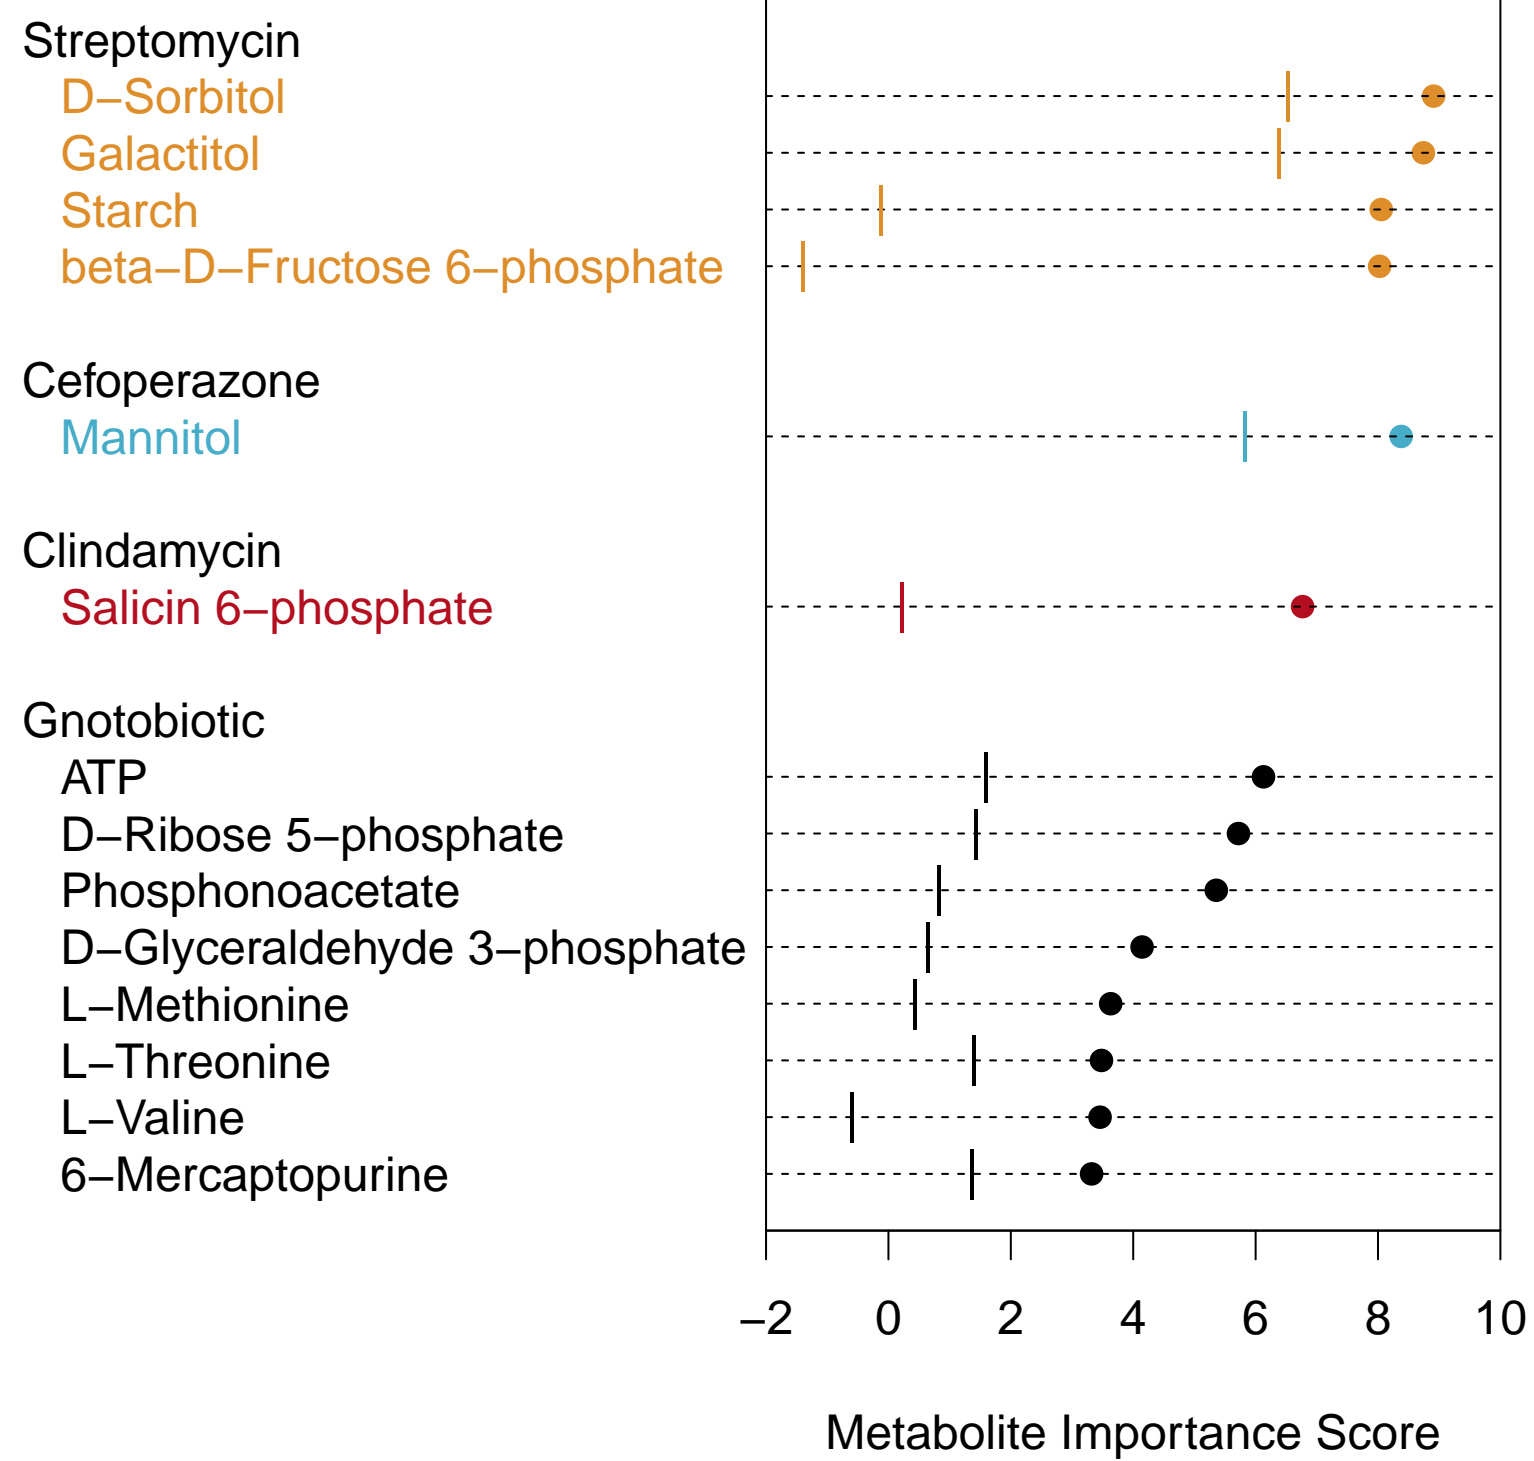 Streptomycin
D−Sorbitol
Galactitol
Starch
beta−D−Fructose 6−phosphate
Cefoperazone
Mannitol
Clindamycin
Salicin 6−phosphate
Gnotobiotic
ATP
D−Ribose 5−phosphate
Phosphonoacetate
D−Glyceraldehyde 3−phosphate
L−Methionine
L−Threonine
L−Valine
6−Mercaptopurine
−2 0 2 4 6 8 10
Metabolite Importance Score